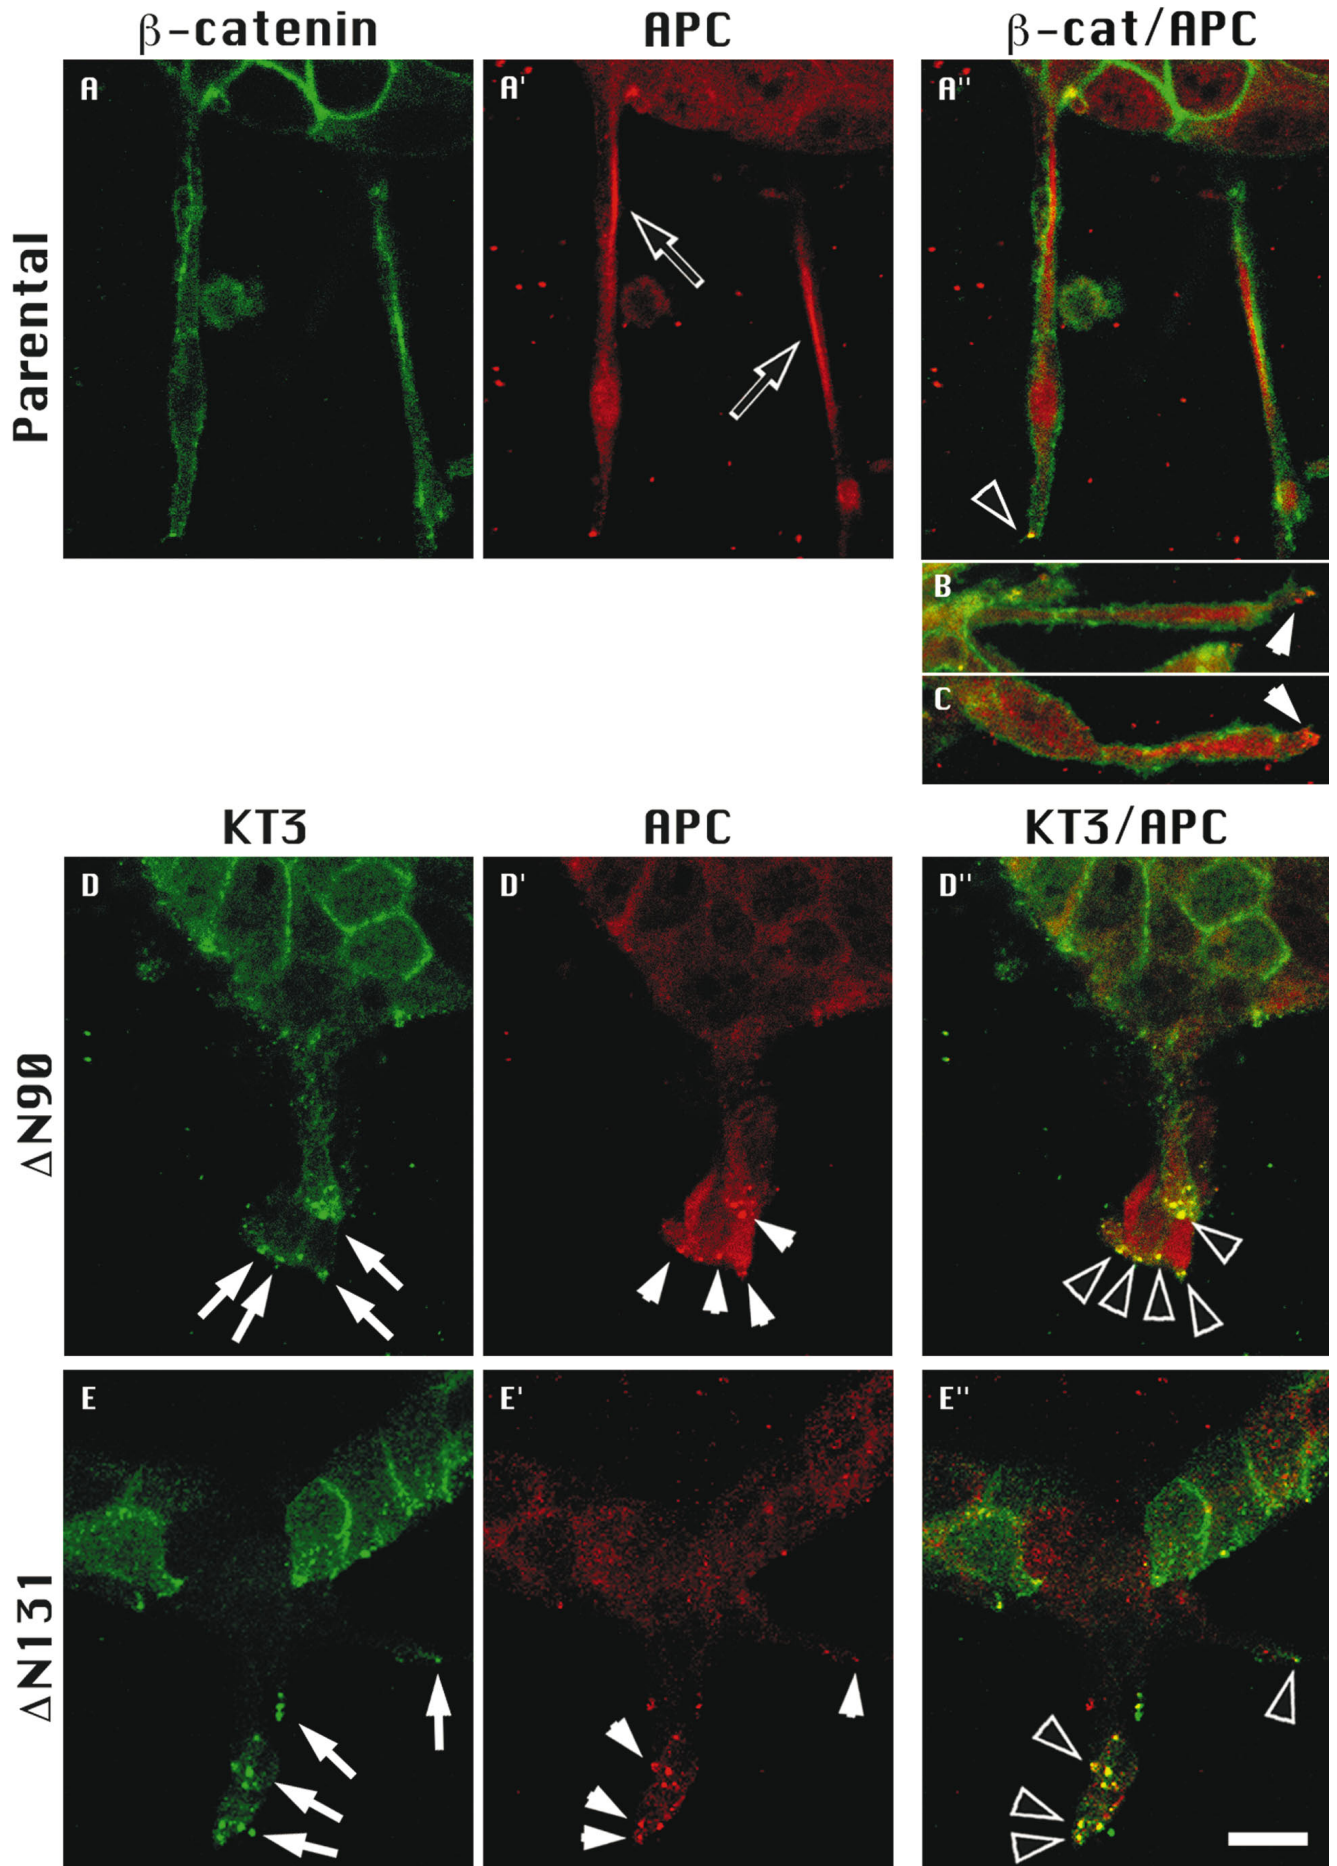 β-catenin APC β-cat/APC
Parental
A A' A''
B
C
KT3 APC KT3/APC
ΔN90
D D' D''
ΔN131
E E' E''